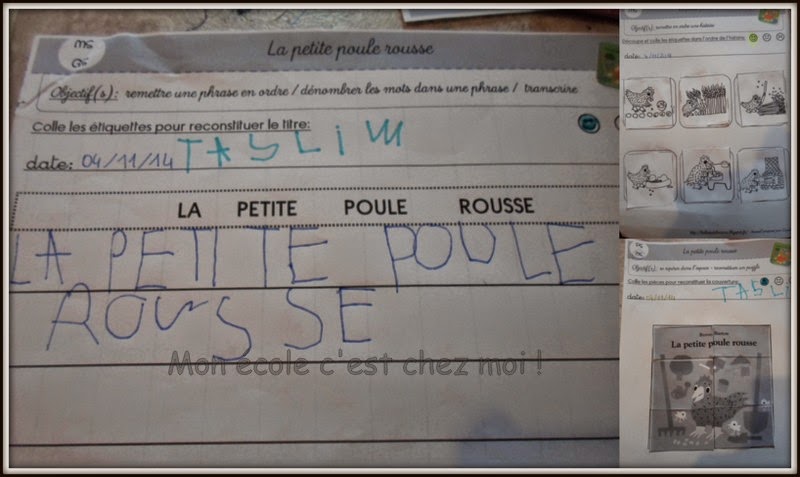 MS
GS
La petite poule rousse
Objectif(s): remettre une phrase en ordre / dénombrer les mots dans une phrase / transcrire
Colle les étiquettes pour reconstituer le titre:
date: 04/11/14 TASLIM
LA PETITE POULE ROUSSE
LA PETITE POULE
ROUSSE
Mon école c'est chez moi !
Objectif(s): remettre en ordre une histoire
Découpe et colle les étiquettes dans l'ordre de l'histoire.
date:
La petite poule rousse
Colle les pièces pour reconstituer la couverture:
date: TASLI
La petite poule rousse